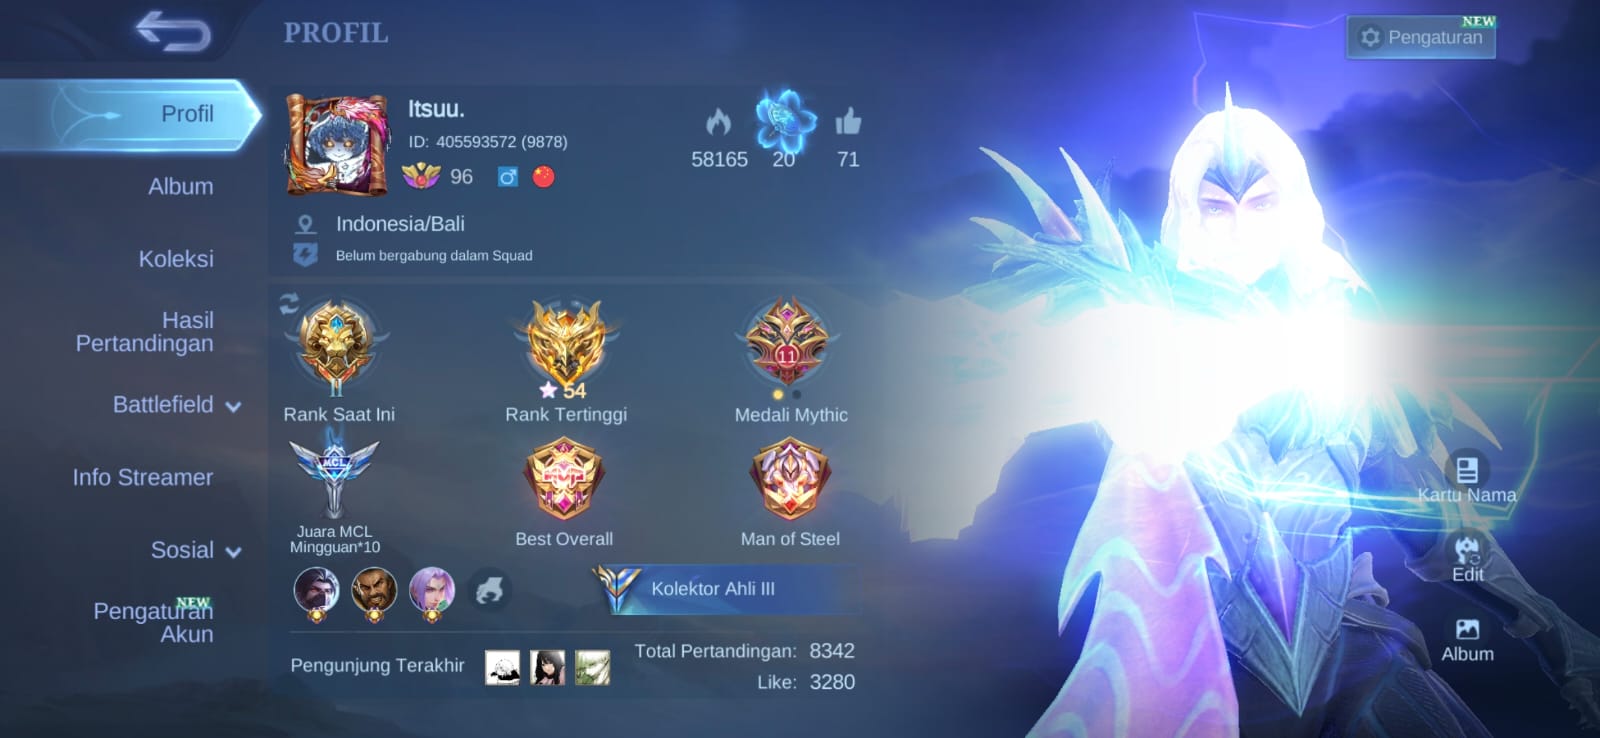 PROFIL
NEW
Pengaturan
Profil
Album
Koleksi
Hasil
Pertandingan
Battlefield
Info Streamer
Sosial
NEW
Pengaturan
Akun
Itsuu.
ID: 405593572 (9878)
96
58165
20
71
Indonesia/Bali
Belum bergabung dalam Squad
II
Rank Saat Ini
54
Rank Tertinggi
11
Medali Mythic
MCL
Juara MCL
Mingguan*10
Best Overall
Man of Steel
Kolektor Ahli III
Pengunjung Terakhir
Total Pertandingan: 8342
Like: 3280
Kartu Nama
Edit
Album